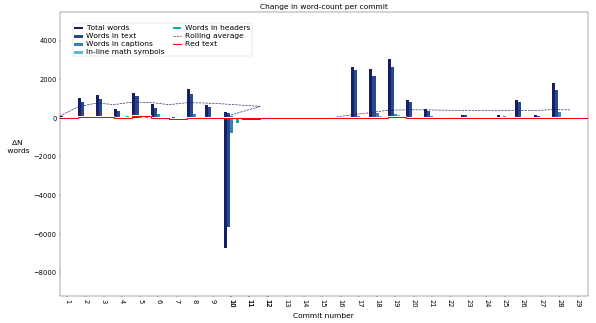 Change in word-count per commit
Total words
Words in text
Words in captions
in-line math symbols
Words in headers
Rolling average
Red text
4000
2000
0
−2000
−4000
−6000
−8000
ΔN
words
1 2 3 4 5 6 7 8 9 10 11 12 13 14 15 16 17 18 19 20 21 22 23 24 25 26 27 28 29
Commit number